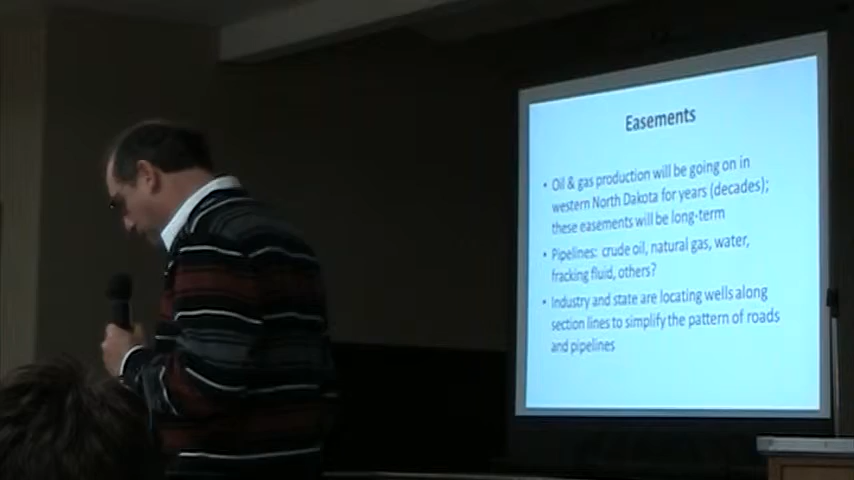 Easements
• Oil & gas production will be going on in
western North Dakota for years (decades);
these easements will be long-term
• Pipelines: crude oil, natural gas, water,
fracking fluid, others?
• Industry and state are locating wells along
section lines to simplify the pattern of roads
and pipelines